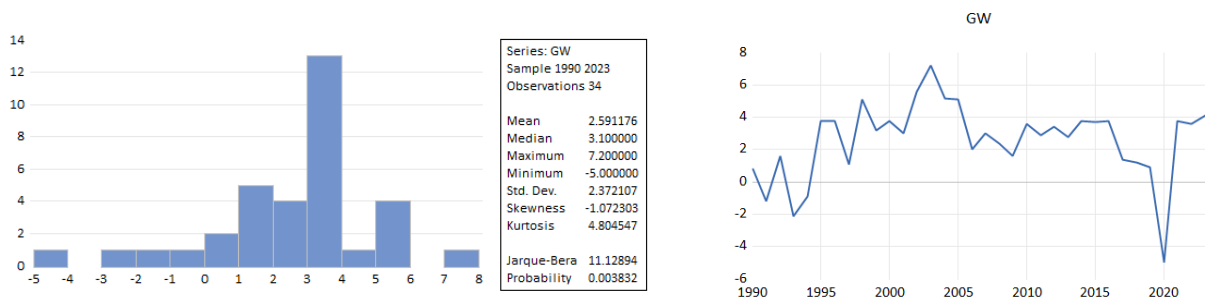 14
12
10
8
6
4
2
0
-5 -4 -3 -2 -1 0 1 2 3 4 5 6 7 8
Series: GW
Sample 1990 2023
Observations 34
Mean 2.591176
Median 3.100000
Maximum 7.200000
Minimum -5.000000
Std. Dev. 2.372107
Skewness -1.072303
Kurtosis 4.804547
Jarque-Bera 11.12894
Probability 0.003832
GW
8
6
4
2
0
-2
-4
-6
1990 1995 2000 2005 2010 2015 2020